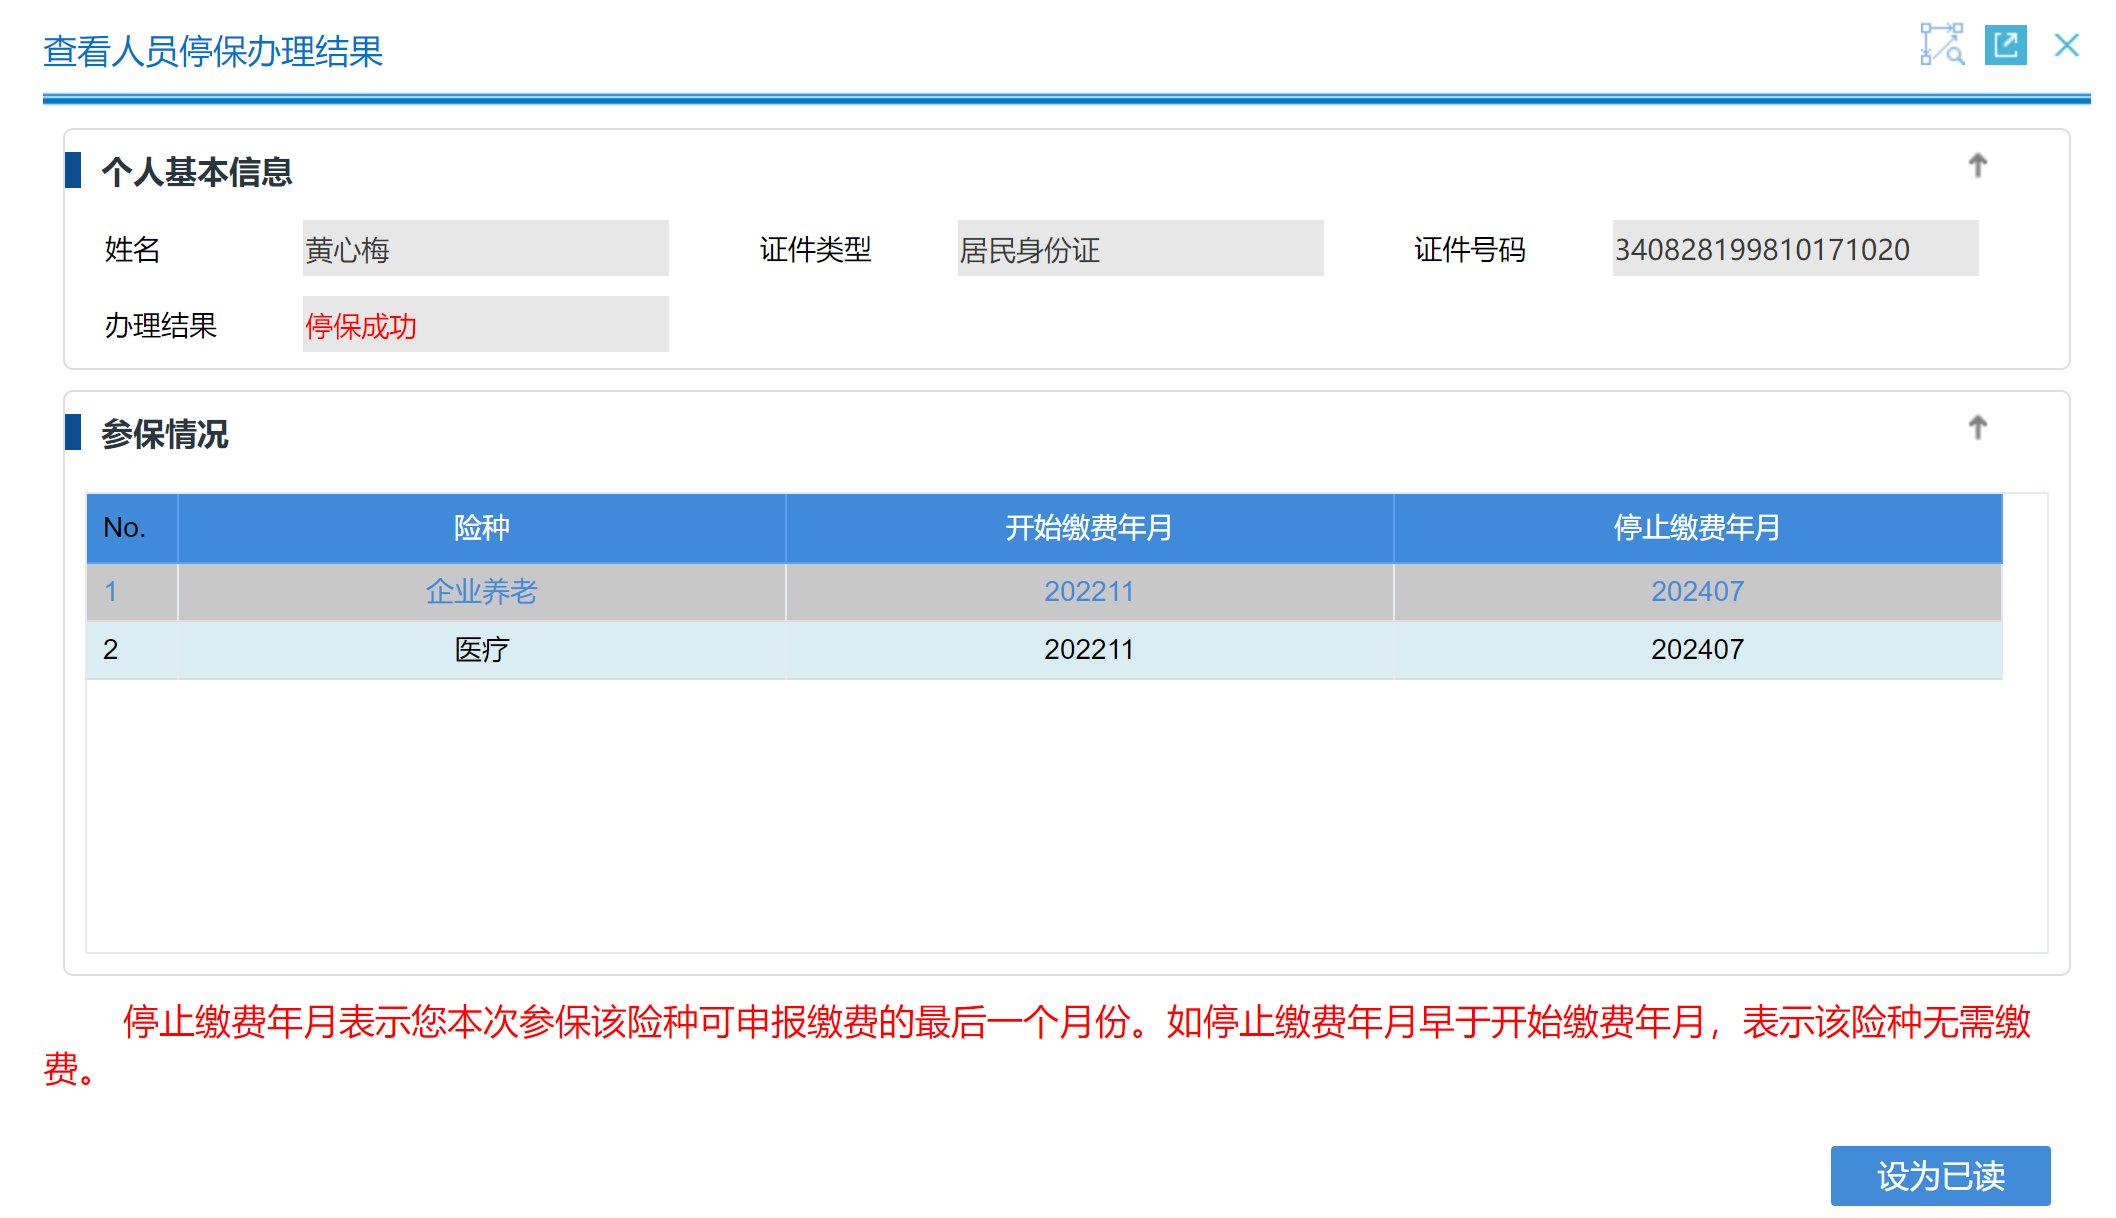 查看人员停保办理结果
个人基本信息
姓名 黄心梅 证件类型 居民身份证 证件号码 340828199810171020
办理结果 停保成功
参保情况
No. 险种 开始缴费年月 停止缴费年月
1 企业养老 202211 202407
2 医疗 202211 202407
停止缴费年月表示您本次参保该险种可申报缴费的最后一个月份。如停止缴费年月早于开始缴费年月，表示该险种无需缴
费。
设为已读